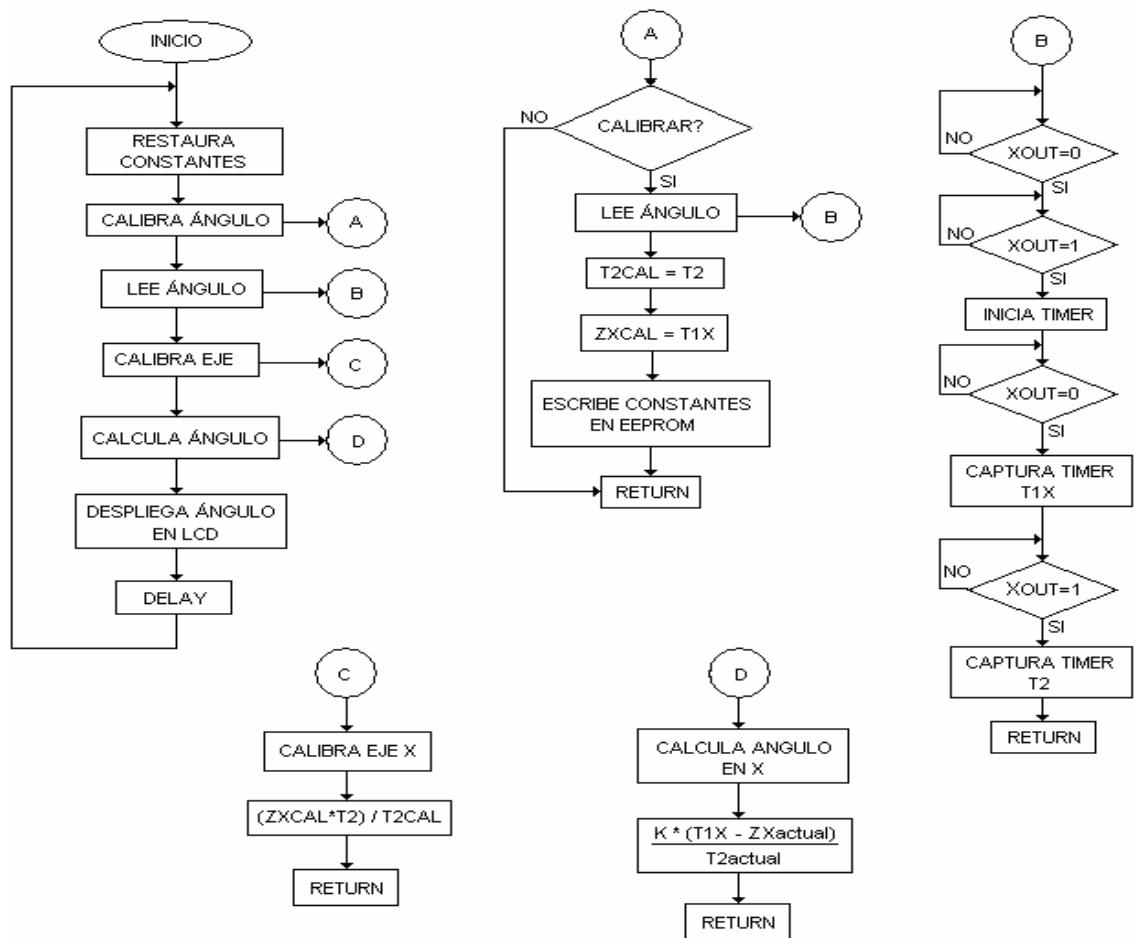 INICIO
RESTAURA
CONSTANTES
CALIBRA ÁNGULO
A
LEE ÁNGULO
B
CALIBRA EJE
C
CALCULA ÁNGULO
D
DESPLIEGA ÁNGULO
EN LCD
DELAY
A
NO
CALIBRAR?
SI
LEE ÁNGULO
B
T2CAL = T2
ZXCAL = T1X
ESCRIBE CONSTANTES
EN EEPROM
RETURN
B
NO
XOUT=0
SI
NO
XOUT=1
SI
INICIA TIMER
NO
XOUT=0
SI
CAPTURA TIMER
T1X
NO
XOUT=1
SI
CAPTURA TIMER
T2
RETURN
C
CALIBRA EJE X
(ZXCAL*T2) / T2CAL
RETURN
D
CALCULA ANGULO
EN X
K * (T1X - ZXactual)
T2actual
RETURN